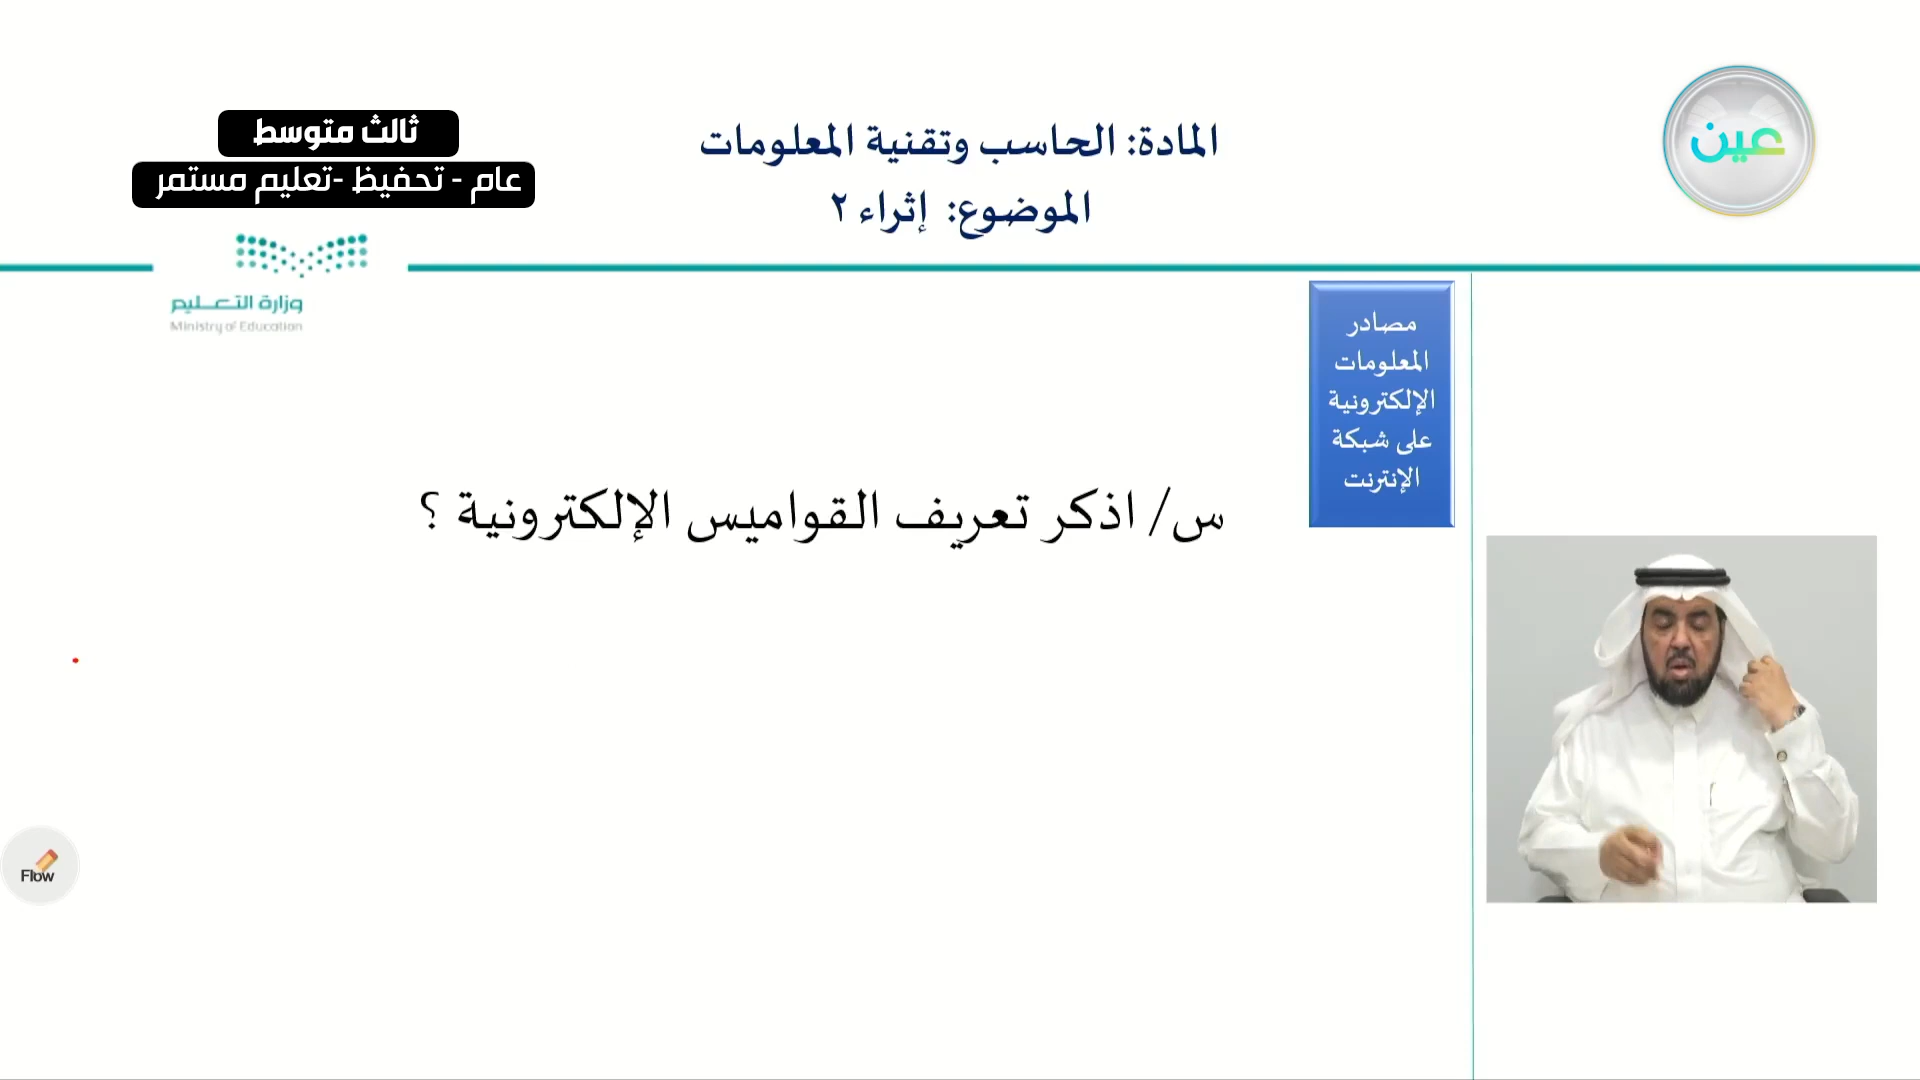 عين
المادة: الحاسب وتقنية المعلومات
الموضوع: إثراء ٢
ثالث متوسط
عام - تحفيظ -تعليم مستمر
وزارة التعليم
Ministry of Education
مصادر
المعلومات
الإلكترونية
على شبكة
الإنترنت
س/ اذكر تعريف القواميس الإلكترونية ؟
Flow